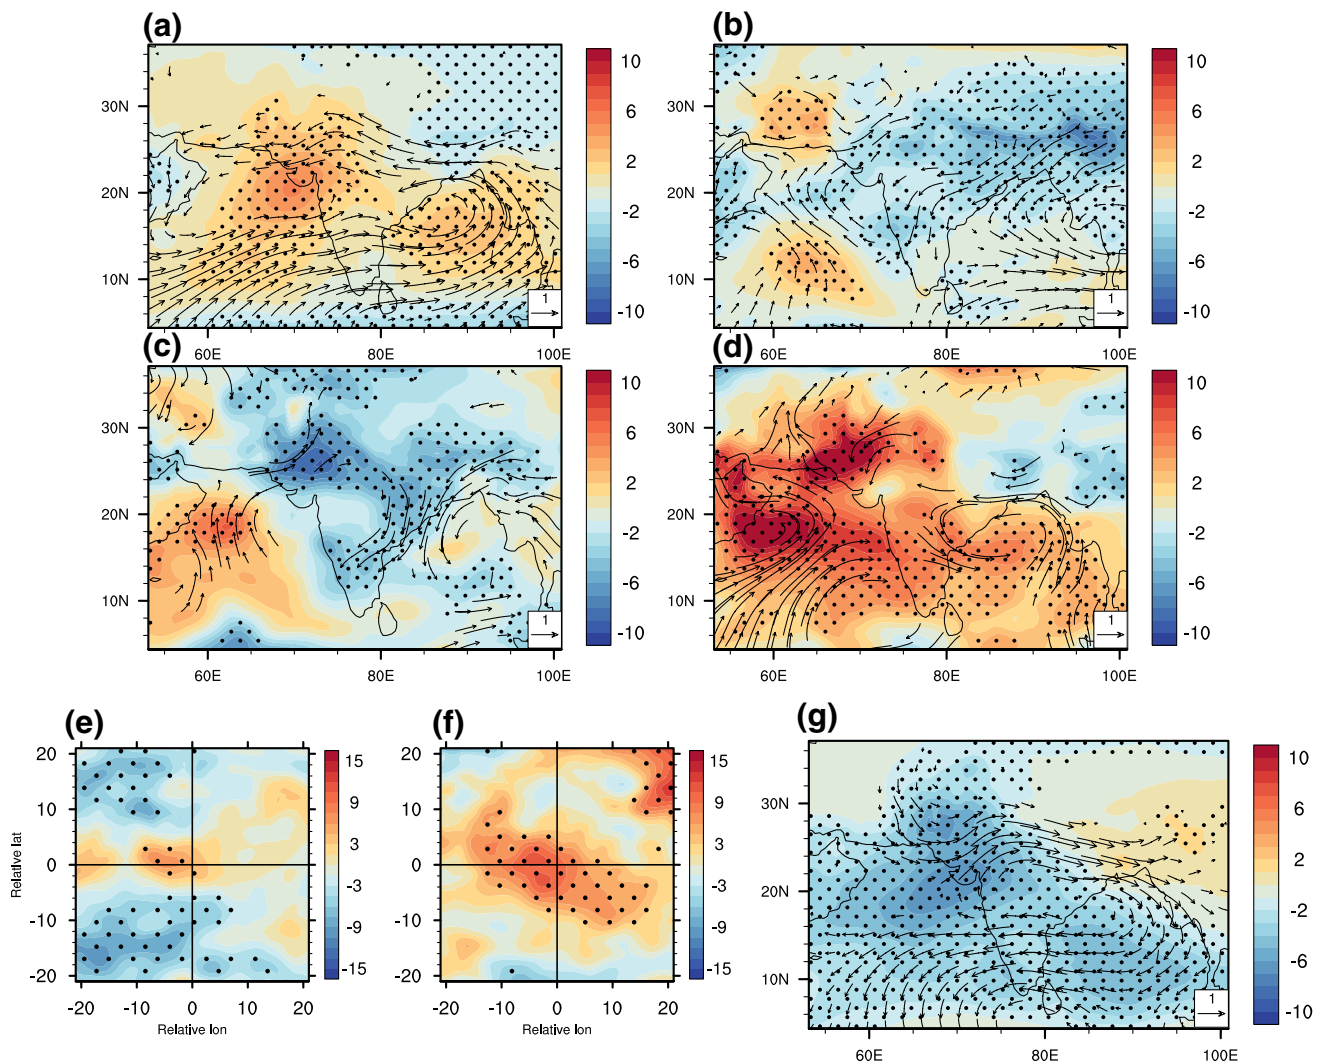 (a)
(b)
30N
20N
10N
60E
80E
100E
1
10
6
2
-2
-6
-10
30N
20N
10N
60E
80E
100E
1
10
6
2
-2
-6
-10
(c)
(d)
30N
20N
10N
60E
80E
100E
1
10
6
2
-2
-6
-10
30N
20N
10N
60E
80E
100E
1
10
6
2
-2
-6
-10
(e)
(f)
(g)
20
10
0
-10
-20
Relative lat
-20
-10
0
10
20
Relative lon
15
9
3
-3
-9
-15
20
10
0
-10
-20
-20
-10
0
10
20
Relative lon
15
9
3
-3
-9
-15
30N
20N
10N
60E
80E
100E
1
10
6
2
-2
-6
-10